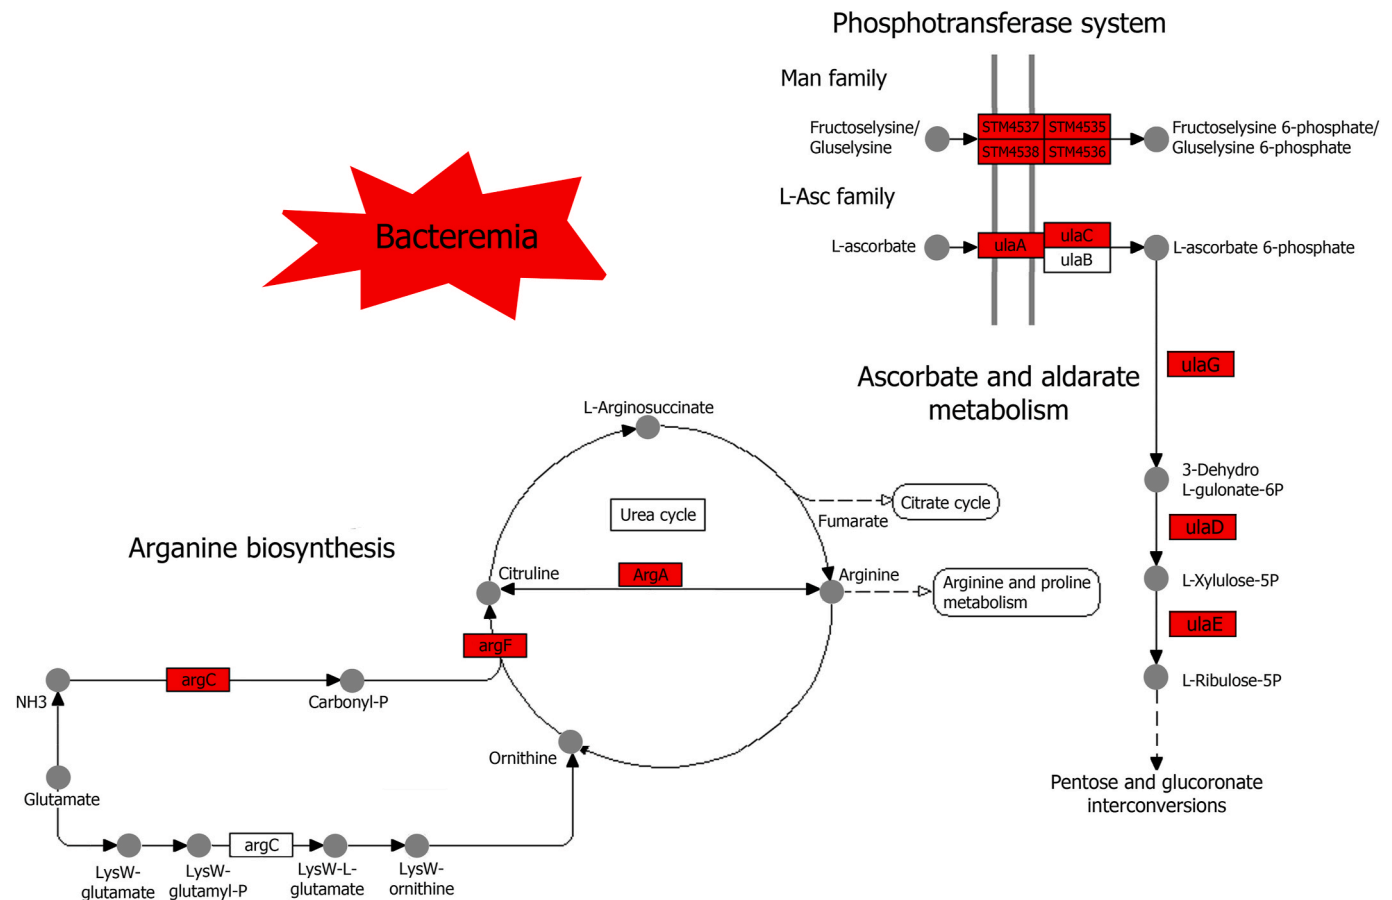 Phosphotransferase system
Man family
Fructoselysine/
Gluselysine
STM4537 STM4535
STM4538 STM4536
Fructoselysine 6-phosphate/
Gluselysine 6-phosphate
L-Asc family
L-ascorbate
ulaA
ulaC
ulaB
L-ascorbate 6-phosphate
Bacteremia
ulaG
Ascorbate and aldarate
metabolism
3-Dehydro
L-gulonate-6P
ulaD
L-Xylulose-5P
ulaE
L-Ribulose-5P
Pentose and glucoronate
interconversions
L-Arginosuccinate
Urea cycle
Citrate cycle
Fumarate
Arganine biosynthesis
Citruline
ArgA
Arginine
Arginine and proline
metabolism
argF
argC
NH3
Carbonyl-P
Ornithine
Glutamate
argC
LysW-
glutamate
LysW-
glutamyl-P
LysW-L-
glutamate
LysW-
ornithine